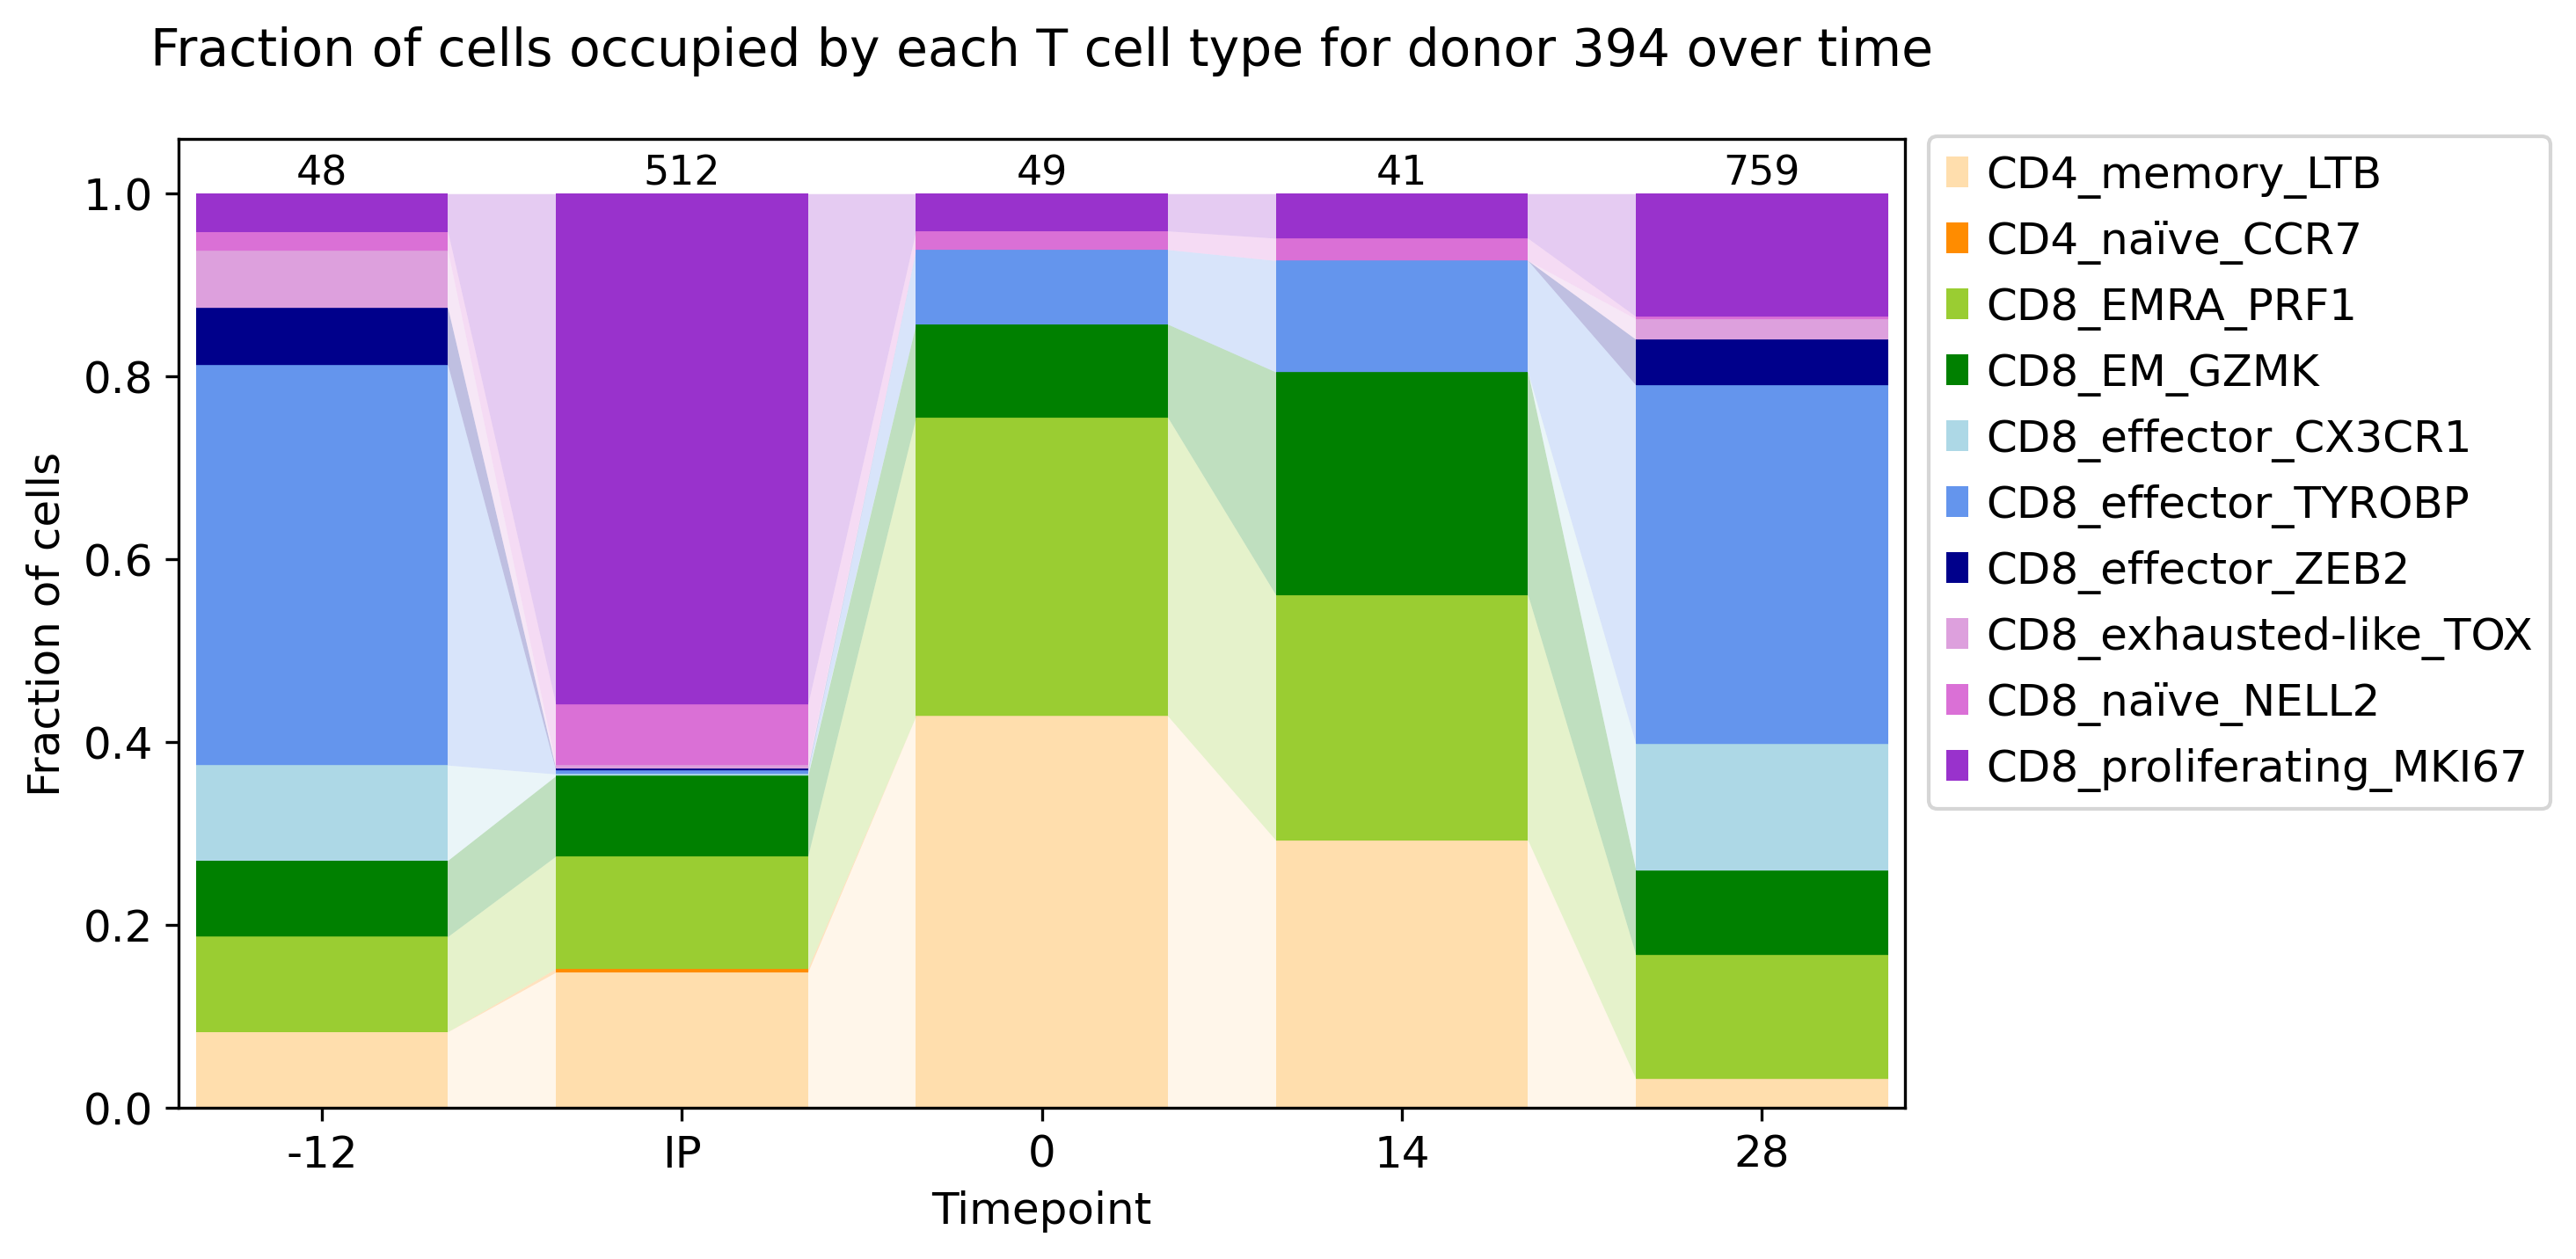 Fraction of cells occupied by each T cell type for donor 394 over time
48 512 49 41 759
1.0
0.8
0.6
0.4
0.2
0.0
Fraction of cells
-12 IP 0 14 28
Timepoint
CD4_memory_LTB
CD4_naïve_CCR7
CD8_EMRA_PRF1
CD8_EM_GZMK
CD8_effector_CX3CR1
CD8_effector_TYROBP
CD8_effector_ZEB2
CD8_exhausted-like_TOX
CD8_naïve_NELL2
CD8_proliferating_MKI67